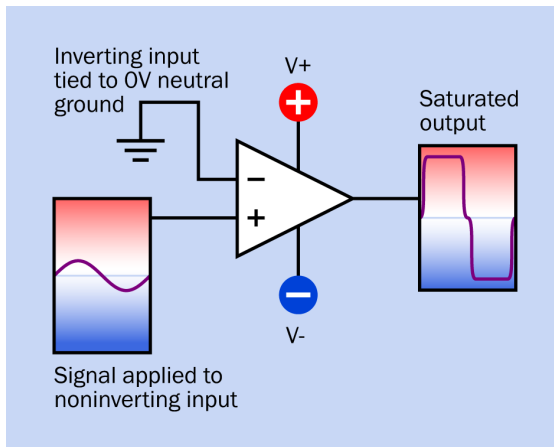 Inverting input
tied to 0V neutral
ground
V+
+
Saturated
output
−
+
−
V-
Signal applied to
noninverting input